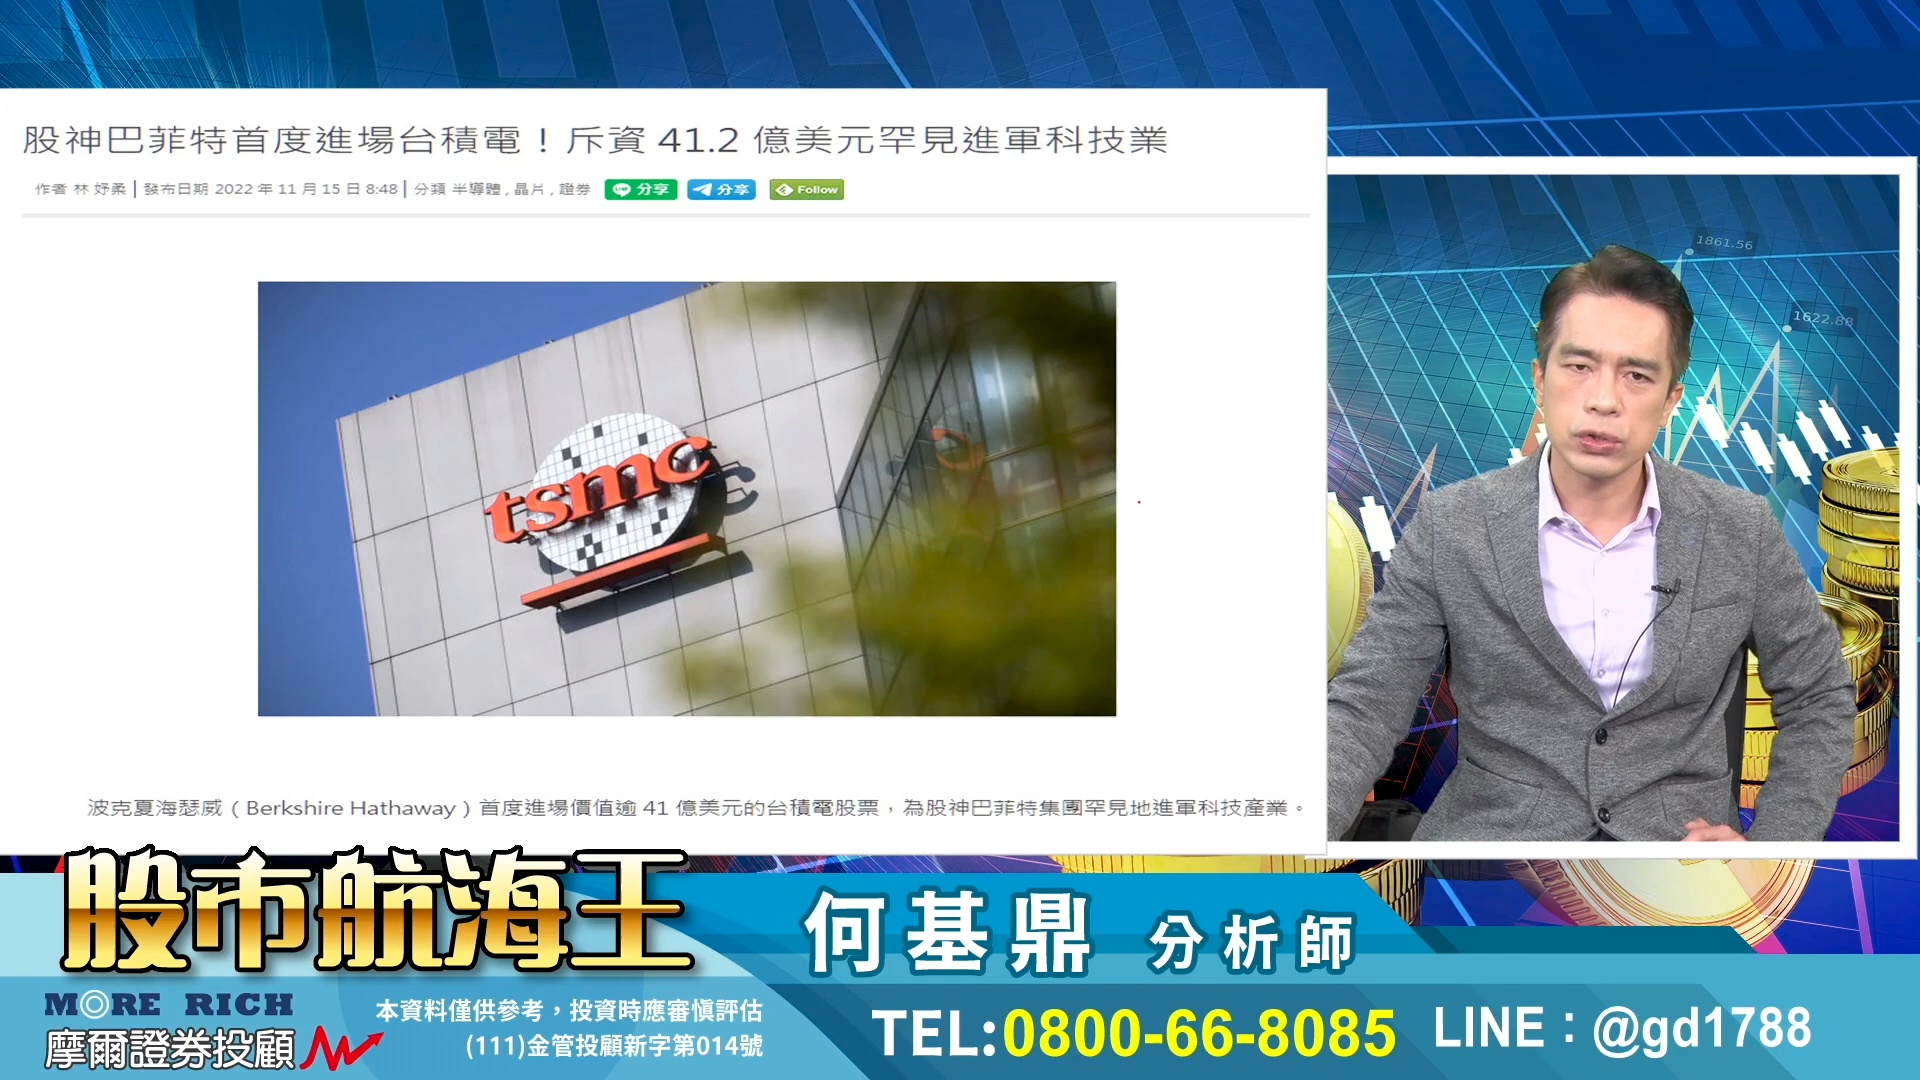 股神巴菲特首度進場台積電！斥資 41.2 億美元罕見進軍科技業
作者 林 妤柔 | 發布日期 2022 年 11 月 15 日 8:48 | 分類 半導體 , 晶片 , 證券 分享 分享 Follow
1861.56
1622.88
tsmc
波克夏海瑟威（Berkshire Hathaway）首度進場價值逾 41 億美元的台積電股票，為股神巴菲特集團罕見地進軍科技產業。
股市航海王
何基鼎 分析師
MORE RICH
摩爾證券投顧
本資料僅供參考，投資時應審慎評估
(111)金管投顧新字第014號
TEL:0800-66-8085
LINE：@gd1788